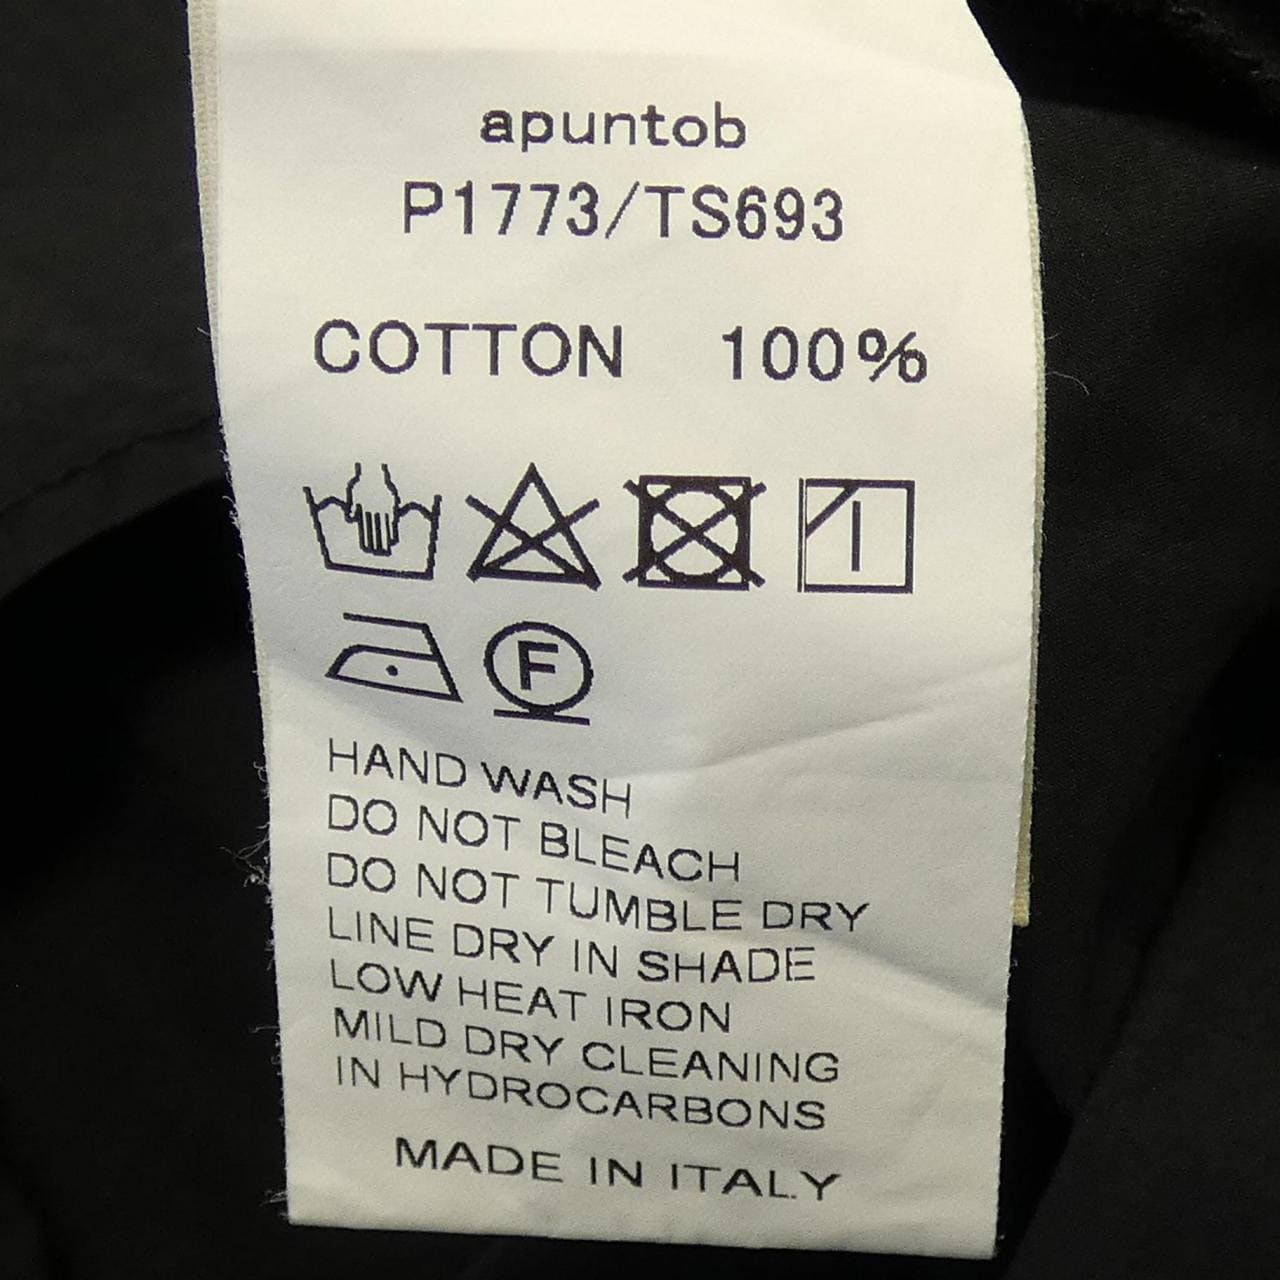 apuntob
P1773/TS693
COTTON 100%
F
HAND WASH
DO NOT BLEACH
DO NOT TUMBLE DRY
LINE DRY IN SHADE
LOW HEAT IRON
MILD DRY CLEANING
IN HYDROCARBONS
MADE IN ITALY